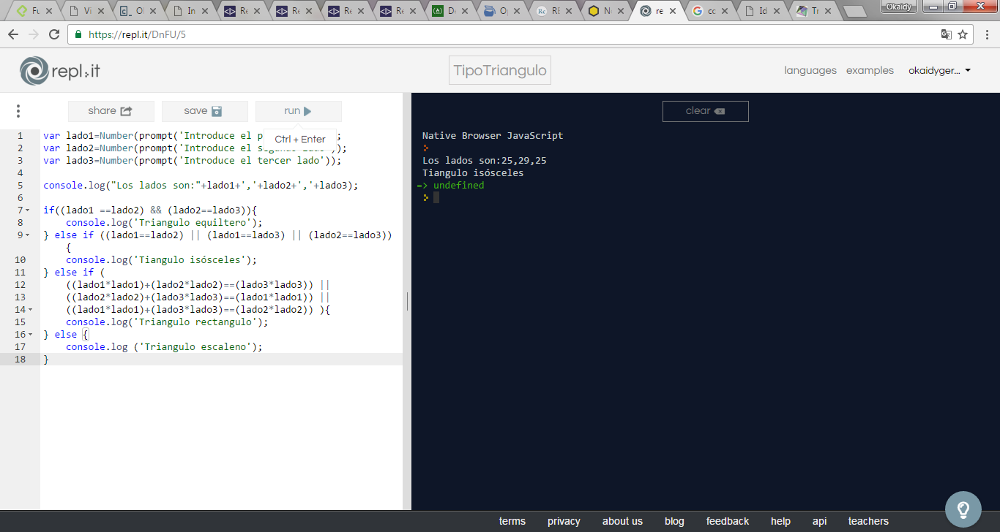 Fu
Vi
Ol
In
Re
Re
Re
Re
De
Op
RE
No
re
cc
Id
Tr
Okaidy
https://repl.it/DnFU/5
repl.it
TipoTriangulo
languages examples okaidyger...
share save run clear
Ctrl + Enter
1 var lado1=Number(prompt('Introduce el p ;
2 var lado2=Number(prompt('Introduce el segundo lado'));
3 var lado3=Number(prompt('Introduce el tercer lado'));
4
5 console.log("Los lados son:"+lado1+','+lado2+','+lado3);
6
7 if((lado1 ==lado2) && (lado2==lado3)){
8 console.log('Triangulo equiltero');
9 } else if ((lado1==lado2) || (lado1==lado3) || (lado2==lado3))
{
10 console.log('Tiangulo isósceles');
11 } else if (
12 ((lado1*lado1)+(lado2*lado2)==(lado3*lado3)) ||
13 ((lado2*lado2)+(lado3*lado3)==(lado1*lado1)) ||
14 ((lado1*lado1)+(lado3*lado3)==(lado2*lado2)) ){
15 console.log('Triangulo rectangulo');
16 } else {
17 console.log ('Triangulo escaleno');
18 }
Native Browser JavaScript
Los lados son:25,29,25
Tiangulo isósceles
=> undefined
terms privacy about us blog feedback help api teachers